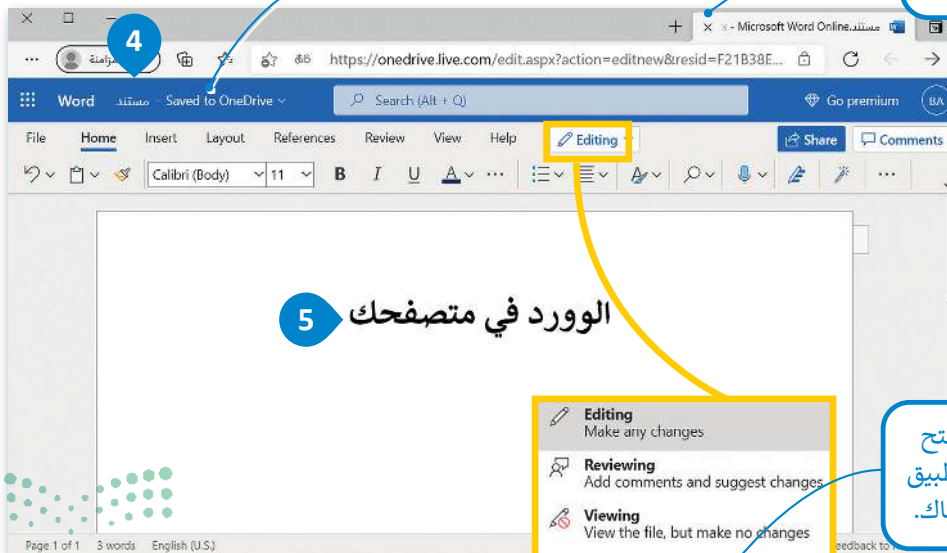 + × - Microsoft Word Online.مستند
https://onedrive.live.com/edit.aspx?action=editnew&resid=F21B38E...
4
Word مستند - Saved to OneDrive
Search (Alt + Q)
Go premium BA
File Home Insert Layout References Review View Help Editing Share Comments
Calibri (Body) 11 B I U A ...
5 الوورد في متصفحك
Editing
Make any changes
Reviewing
Add comments and suggest changes
Viewing
View the file, but make no changes
Page 1 of 1 3 words English (U.S.)